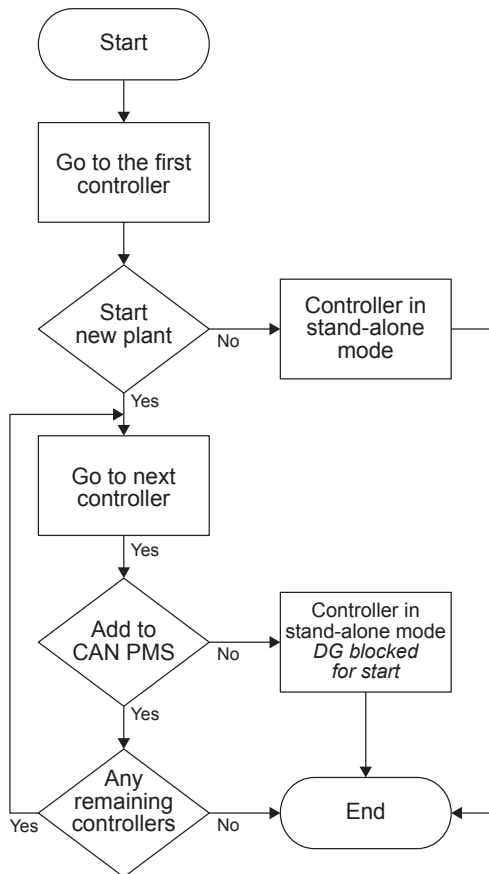 Start
Go to the first
controller
Start
new plant
No
Controller in
stand-alone
mode
Yes
Go to next
controller
Yes
Add to
CAN PMS
No
Controller in
stand-alone mode
DG blocked
for start
Yes
Any
remaining
controllers
Yes
No
End